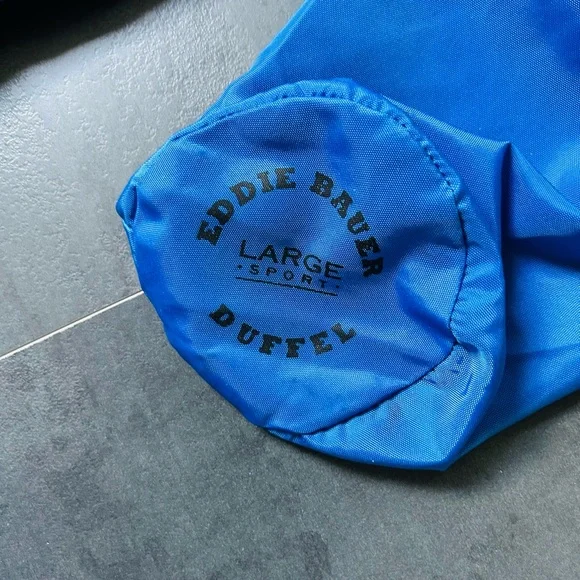 EDDIE BAUER
LARGE
• SPORT •
DUFFEL